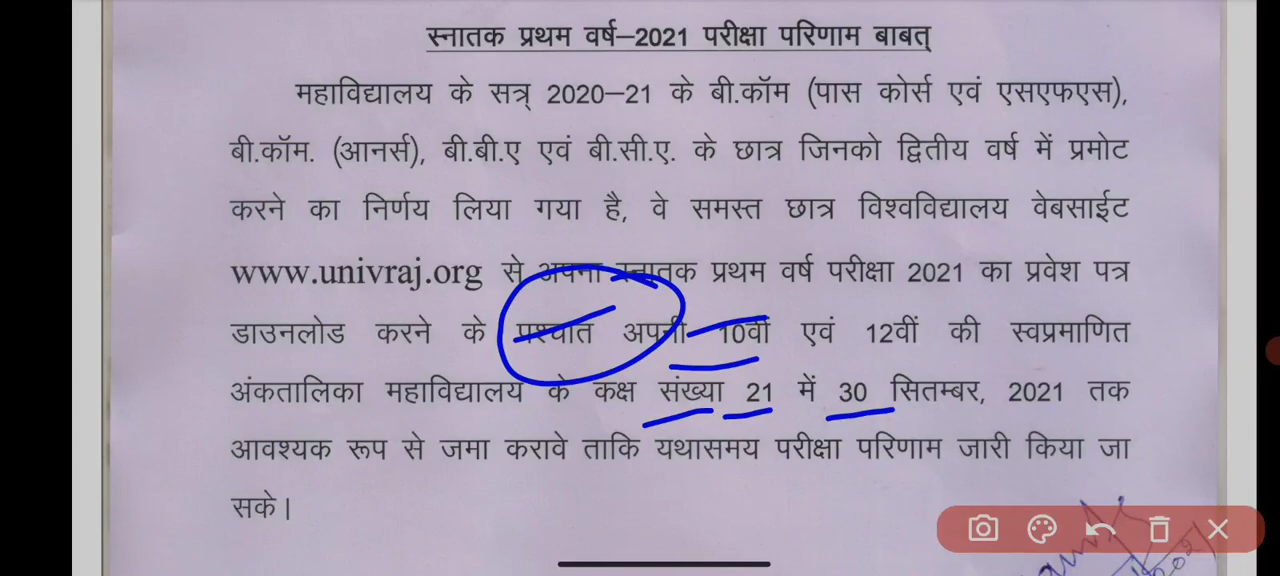 स्नातक प्रथम वर्ष–2021 परीक्षा परिणाम बाबत्
महाविद्यालय के सत्र् 2020–21 के बी.कॉम (पास कोर्स एवं एसएफएस),
बी.कॉम. (आनर्स), बी.बी.ए एवं बी.सी.ए. के छात्र जिनको द्वितीय वर्ष में प्रमोट
करने का निर्णय लिया गया है, वे समस्त छात्र विश्वविद्यालय वेबसाईट
www.univraj.org से अपना स्नातक प्रथम वर्ष परीक्षा 2021 का प्रवेश पत्र
डाउनलोड करने के पश्चात अपनी 10वीं एवं 12वीं की स्वप्रमाणित
अंकतालिका महाविद्यालय के कक्ष संख्या 21 में 30 सितम्बर, 2021 तक
आवश्यक रूप से जमा करावे ताकि यथासमय परीक्षा परिणाम जारी किया जा
सके।